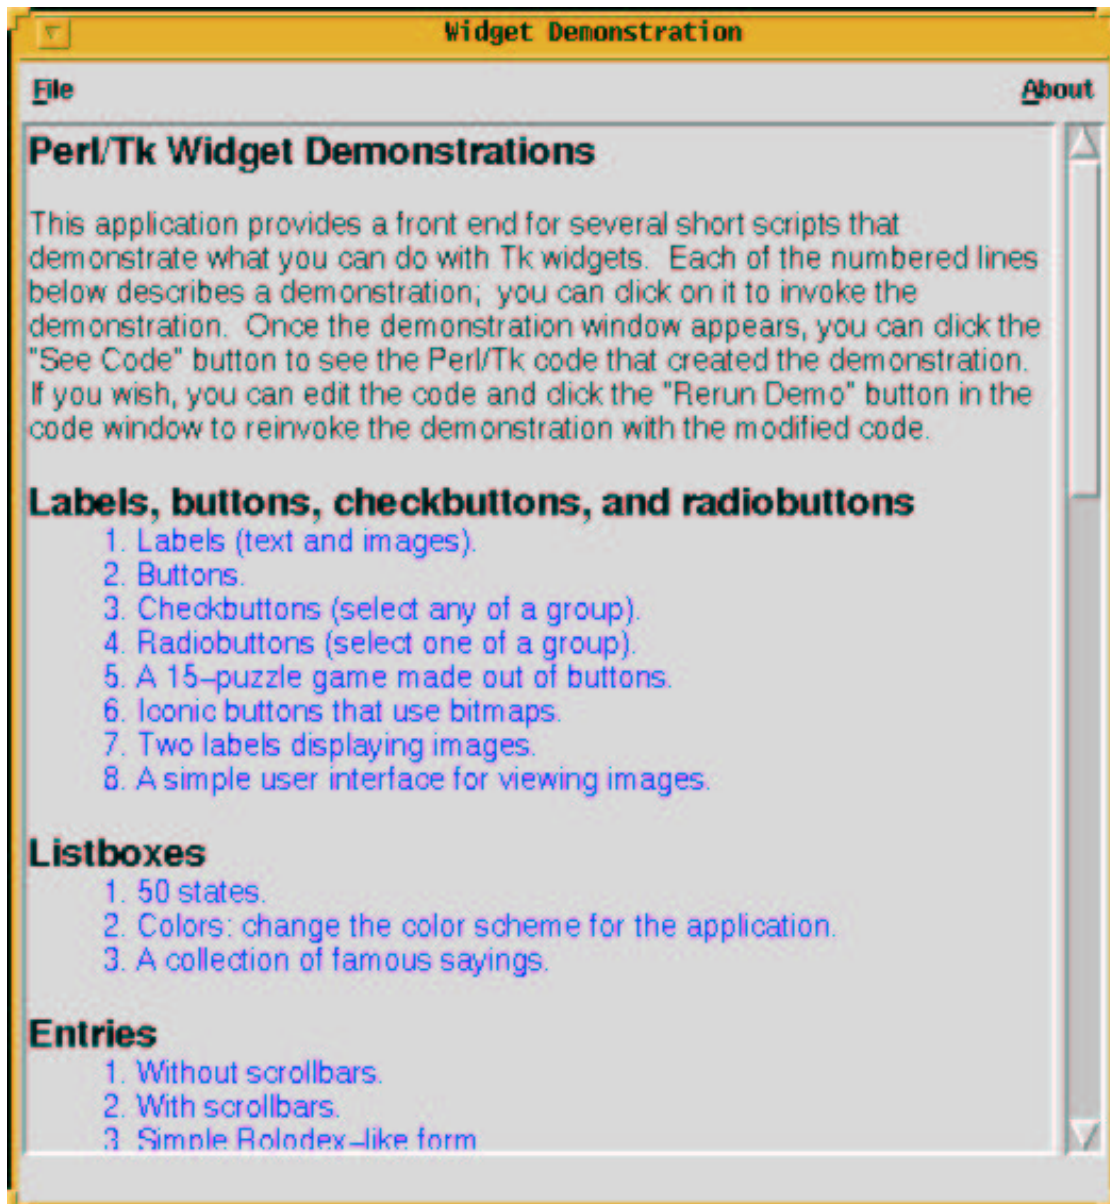 Widget Demonstration
File About
Perl/Tk Widget Demonstrations
This application provides a front end for several short scripts that
demonstrate what you can do with Tk widgets. Each of the numbered lines
below describes a demonstration; you can click on it to invoke the
demonstration. Once the demonstration window appears, you can click the
"See Code" button to see the Perl/Tk code that created the demonstration.
If you wish, you can edit the code and click the "Rerun Demo" button in the
code window to reinvoke the demonstration with the modified code.
Labels, buttons, checkbuttons, and radiobuttons
1. Labels (text and images).
2. Buttons.
3. Checkbuttons (select any of a group).
4. Radiobuttons (select one of a group).
5. A 15-puzzle game made out of buttons.
6. Iconic buttons that use bitmaps.
7. Two labels displaying images.
8. A simple user interface for viewing images.
Listboxes
1. 50 states.
2. Colors: change the color scheme for the application.
3. A collection of famous sayings.
Entries
1. Without scrollbars.
2. With scrollbars.
3 Simple Rolodex-like form